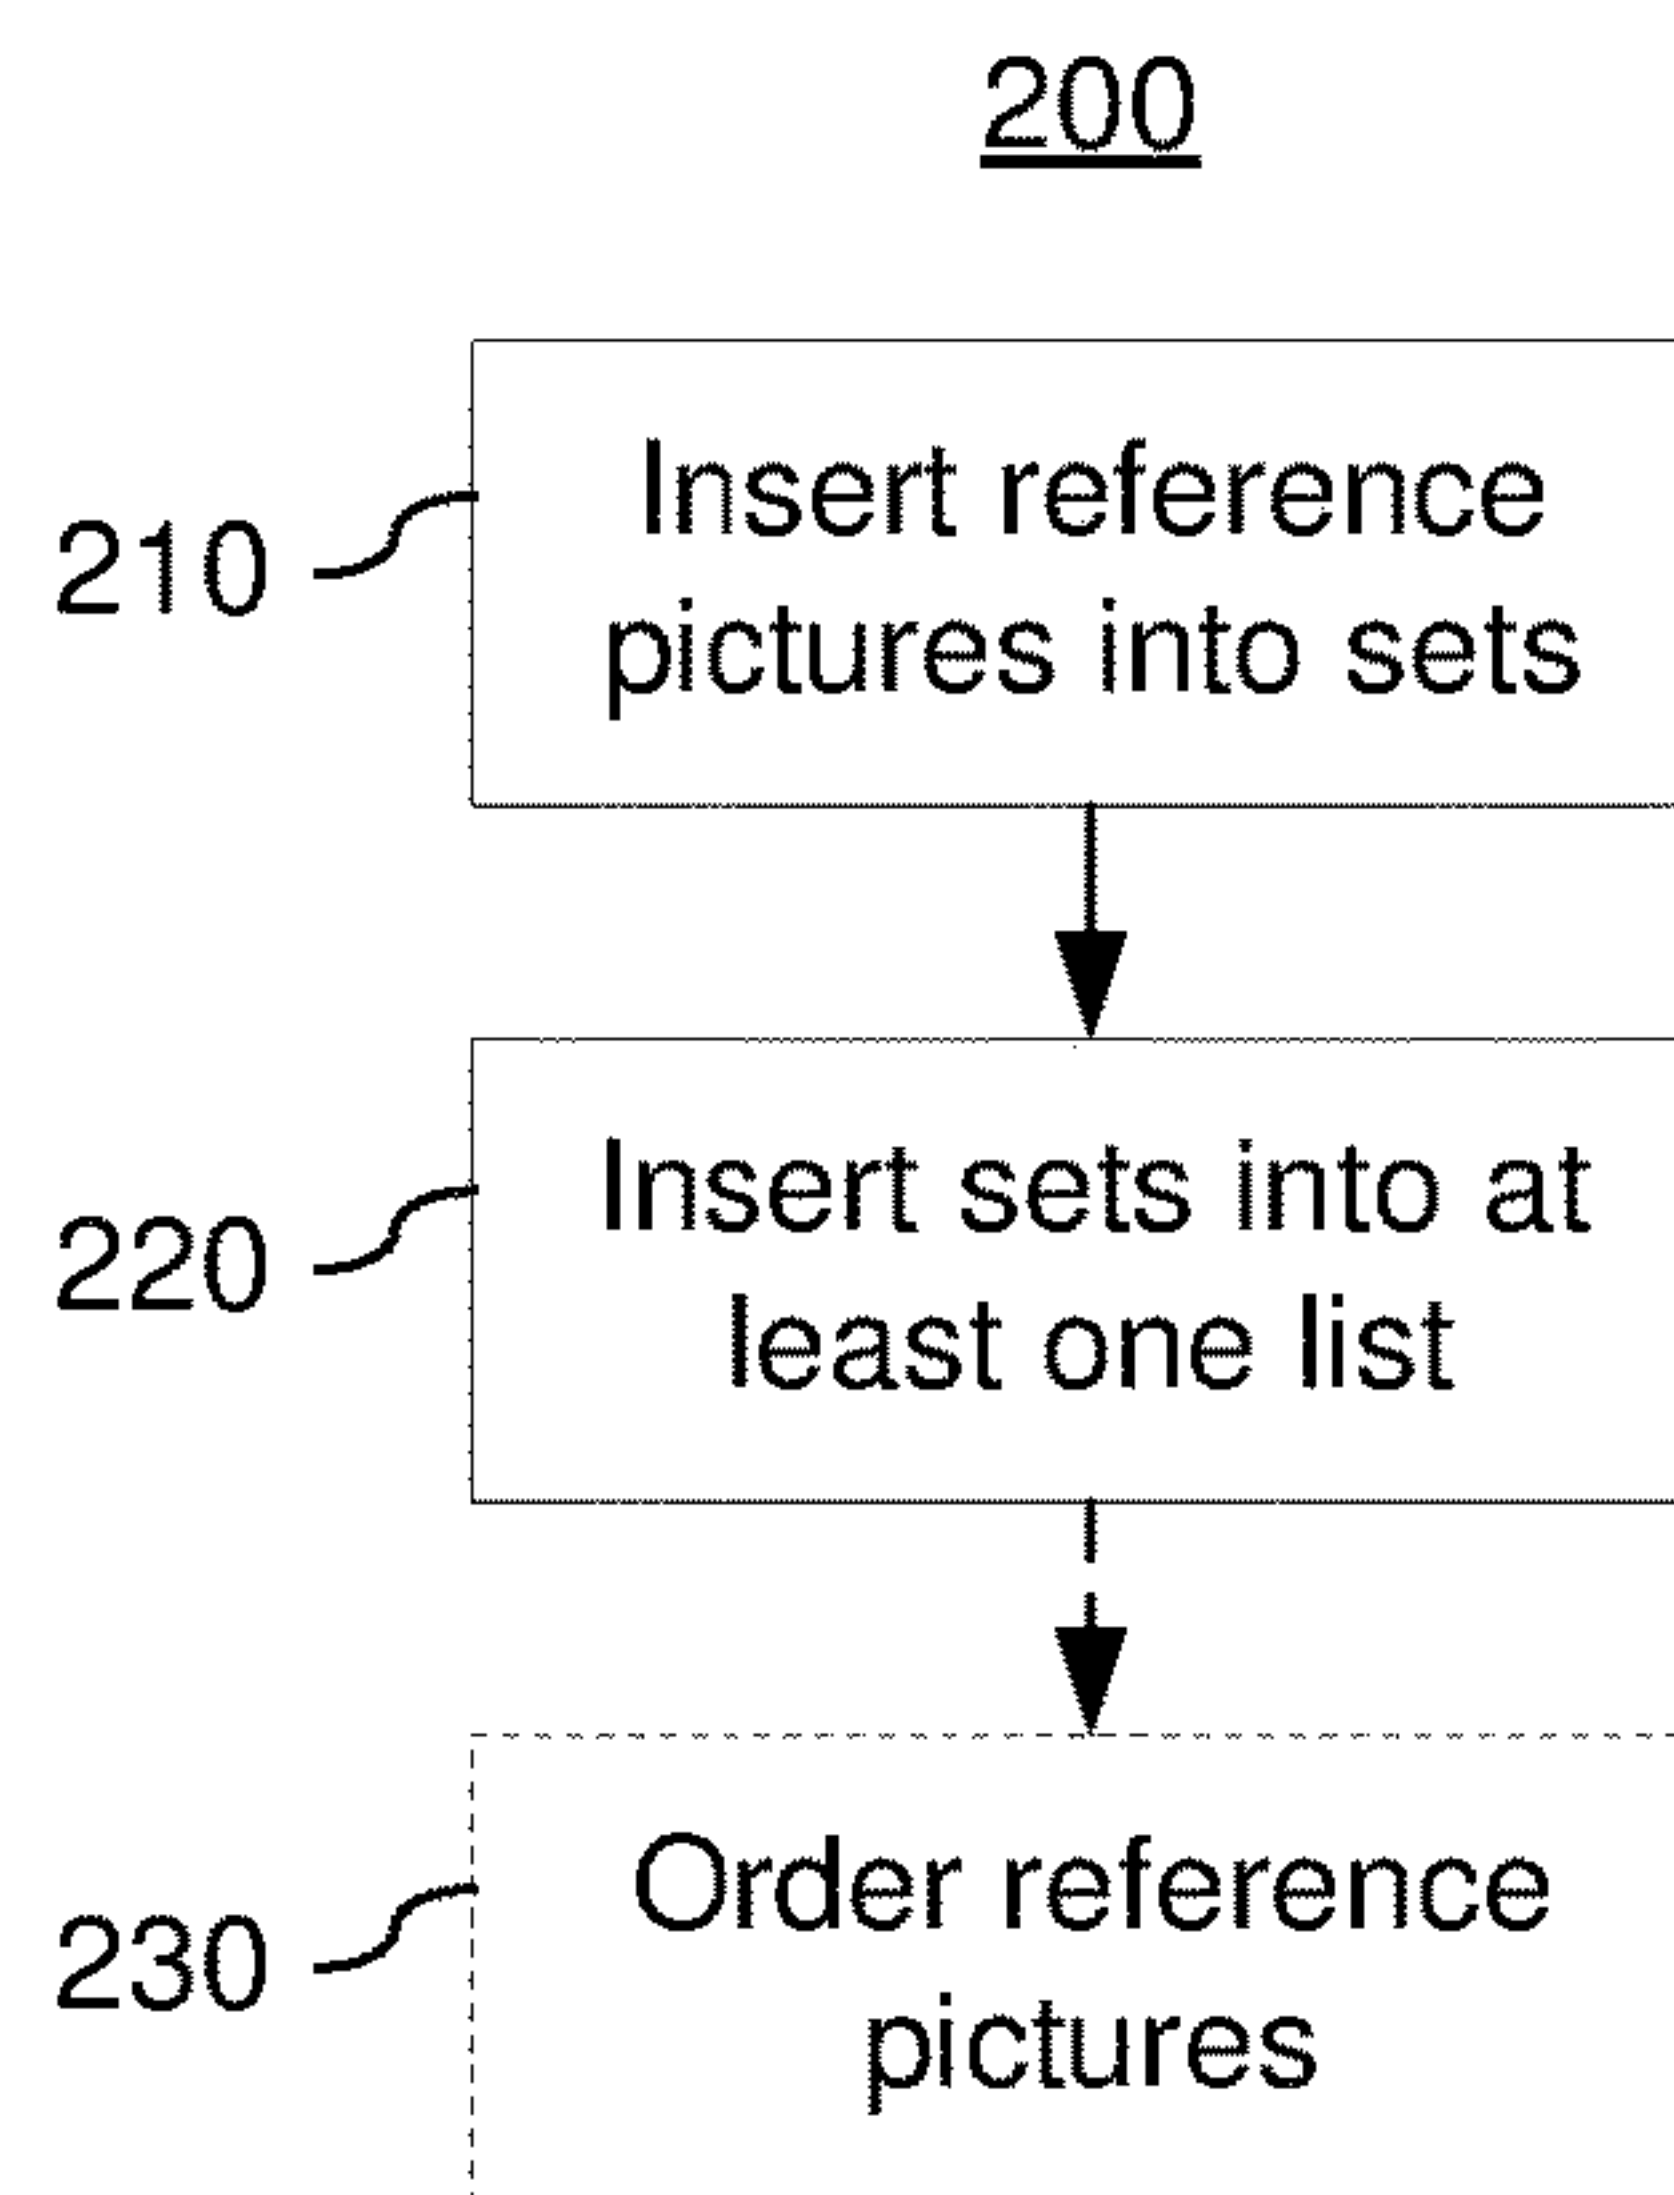 200
210
Insert reference
pictures into sets
220
Insert sets into at
least one list
230
Order reference
pictures